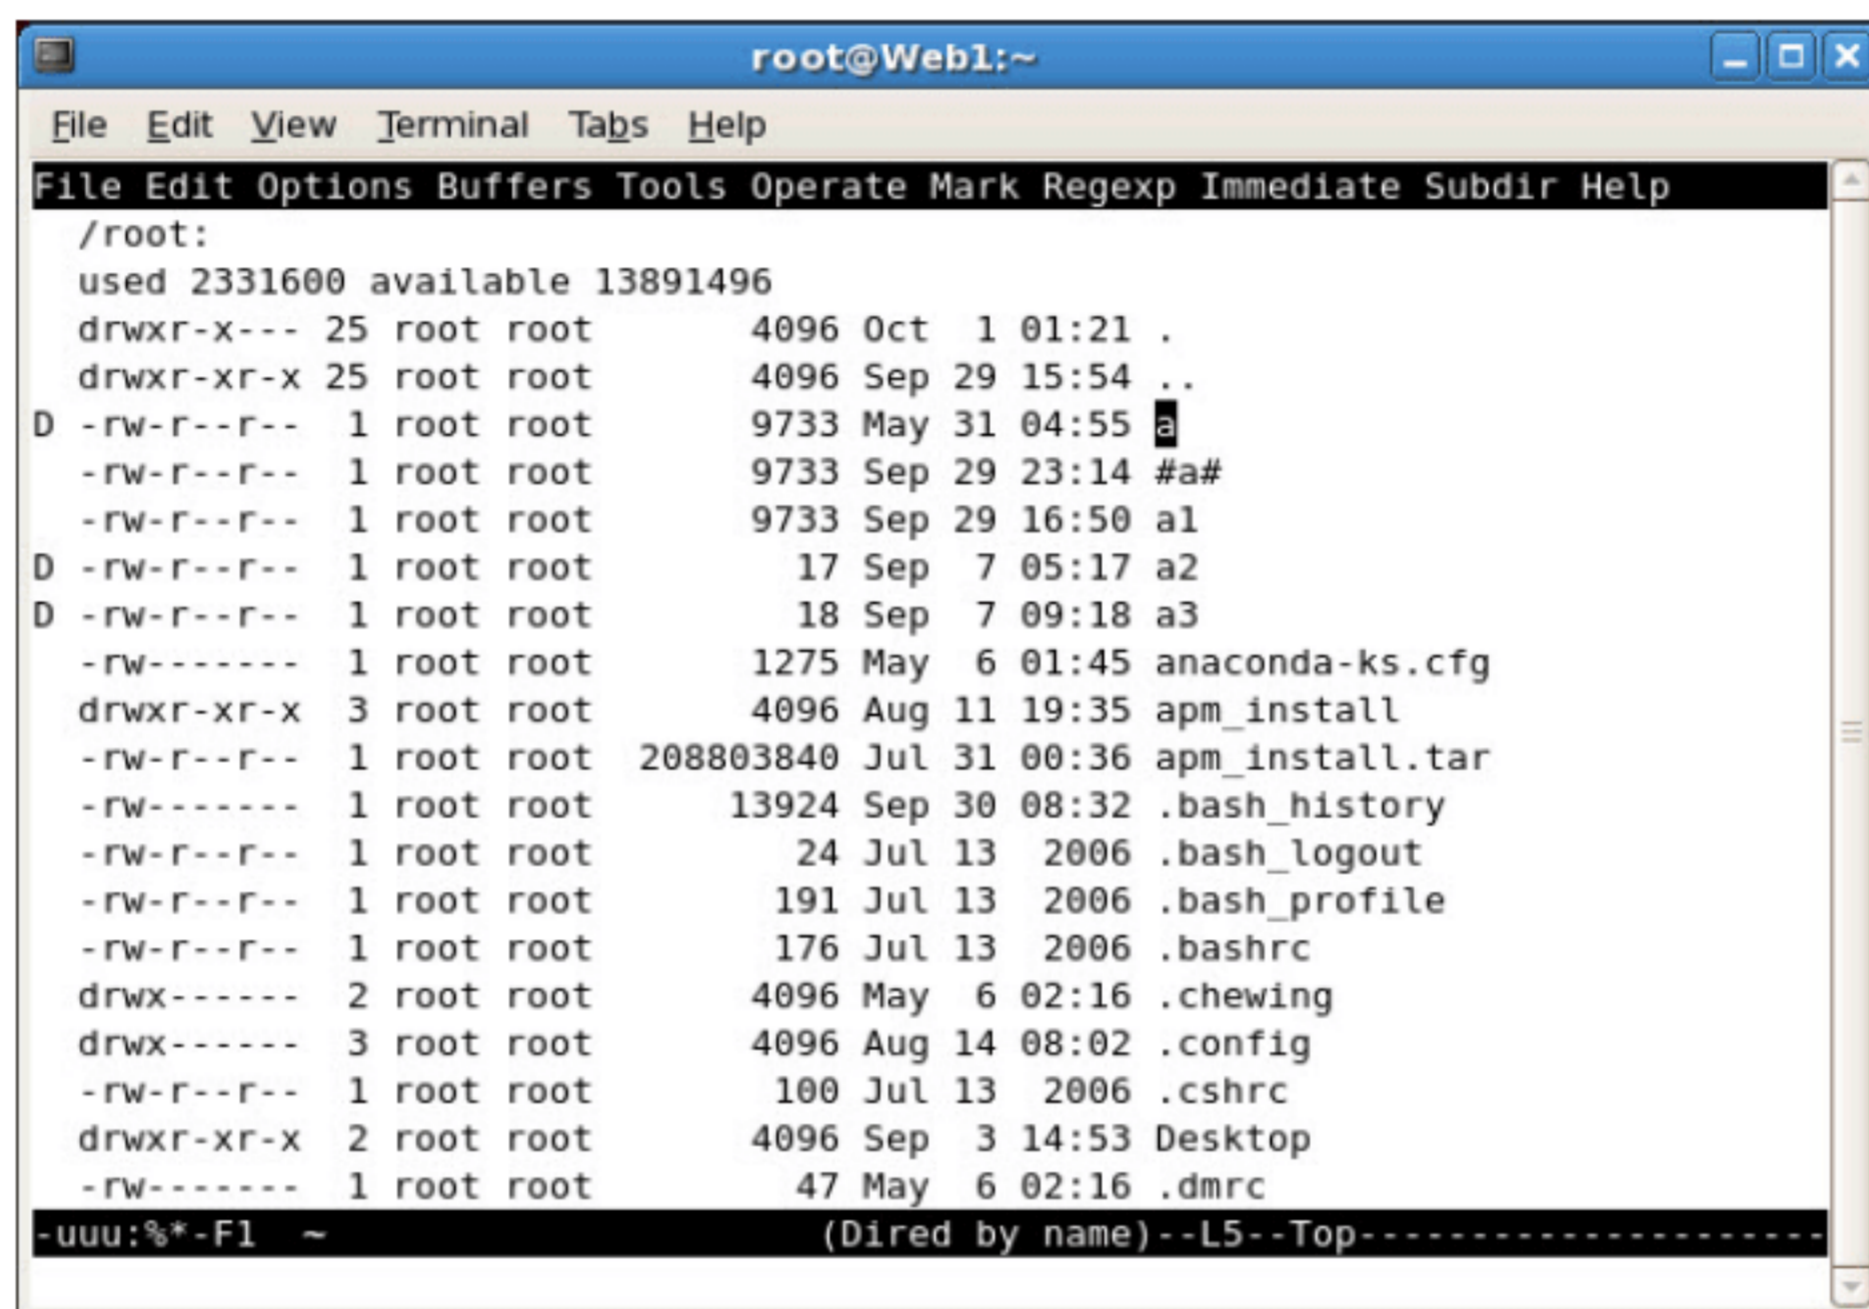 root@Web1:~
File Edit View Terminal Tabs Help
File Edit Options Buffers Tools Operate Mark Regexp Immediate Subdir Help
  /root:
  used 2331600 available 13891496
  drwxr-x--- 25 root root       4096 Oct  1 01:21 .
  drwxr-xr-x 25 root root       4096 Sep 29 15:54 ..
D -rw-r--r--  1 root root       9733 May 31 04:55 a
  -rw-r--r--  1 root root       9733 Sep 29 23:14 #a#
  -rw-r--r--  1 root root       9733 Sep 29 16:50 a1
D -rw-r--r--  1 root root         17 Sep  7 05:17 a2
D -rw-r--r--  1 root root         18 Sep  7 09:18 a3
  -rw-------  1 root root       1275 May  6 01:45 anaconda-ks.cfg
  drwxr-xr-x  3 root root       4096 Aug 11 19:35 apm_install
  -rw-r--r--  1 root root  208803840 Jul 31 00:36 apm_install.tar
  -rw-------  1 root root      13924 Sep 30 08:32 .bash_history
  -rw-r--r--  1 root root         24 Jul 13  2006 .bash_logout
  -rw-r--r--  1 root root        191 Jul 13  2006 .bash_profile
  -rw-r--r--  1 root root        176 Jul 13  2006 .bashrc
  drwx------  2 root root       4096 May  6 02:16 .chewing
  drwx------  3 root root       4096 Aug 14 08:02 .config
  -rw-r--r--  1 root root        100 Jul 13  2006 .cshrc
  drwxr-xr-x  2 root root       4096 Sep  3 14:53 Desktop
  -rw-------  1 root root         47 May  6 02:16 .dmrc
-uuu:%*-F1  ~                      (Dired by name)--L5--Top---------------------